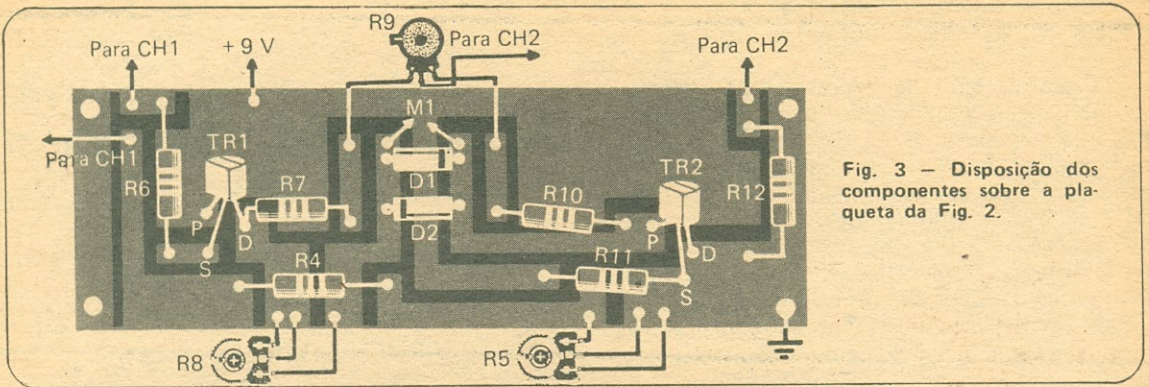 R9
Para CH1
+ 9 V
Para CH2
Para CH2
M1
TR1
TR2
Para CH1
R6
R7
D1
R10
R12
P
D
D2
P
D
S
R4
R11
S
R8
R5
Fig. 3 — Disposição dos
componentes sobre a pla-
queta da Fig. 2.